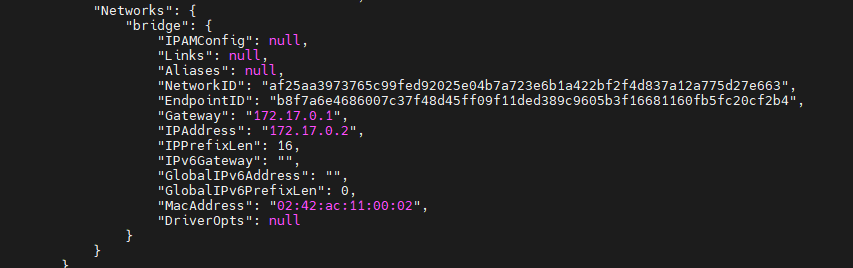 "Networks": {
"bridge": {
"IPAMConfig": null,
"Links": null,
"Aliases": null,
"NetworkID": "af25aa3973765c99fed92025e04b7a723e6b1a422bf2f4d837a12a775d27e663",
"EndpointID": "b8f7a6e4686007c37f48d45ff09f11ded389c9605b3f16681160fb5fc20cf2b4",
"Gateway": "172.17.0.1",
"IPAddress": "172.17.0.2",
"IPPrefixLen": 16,
"IPv6Gateway": "",
"GlobalIPv6Address": "",
"GlobalIPv6PrefixLen": 0,
"MacAddress": "02:42:ac:11:00:02",
"DriverOpts": null
}
}
}